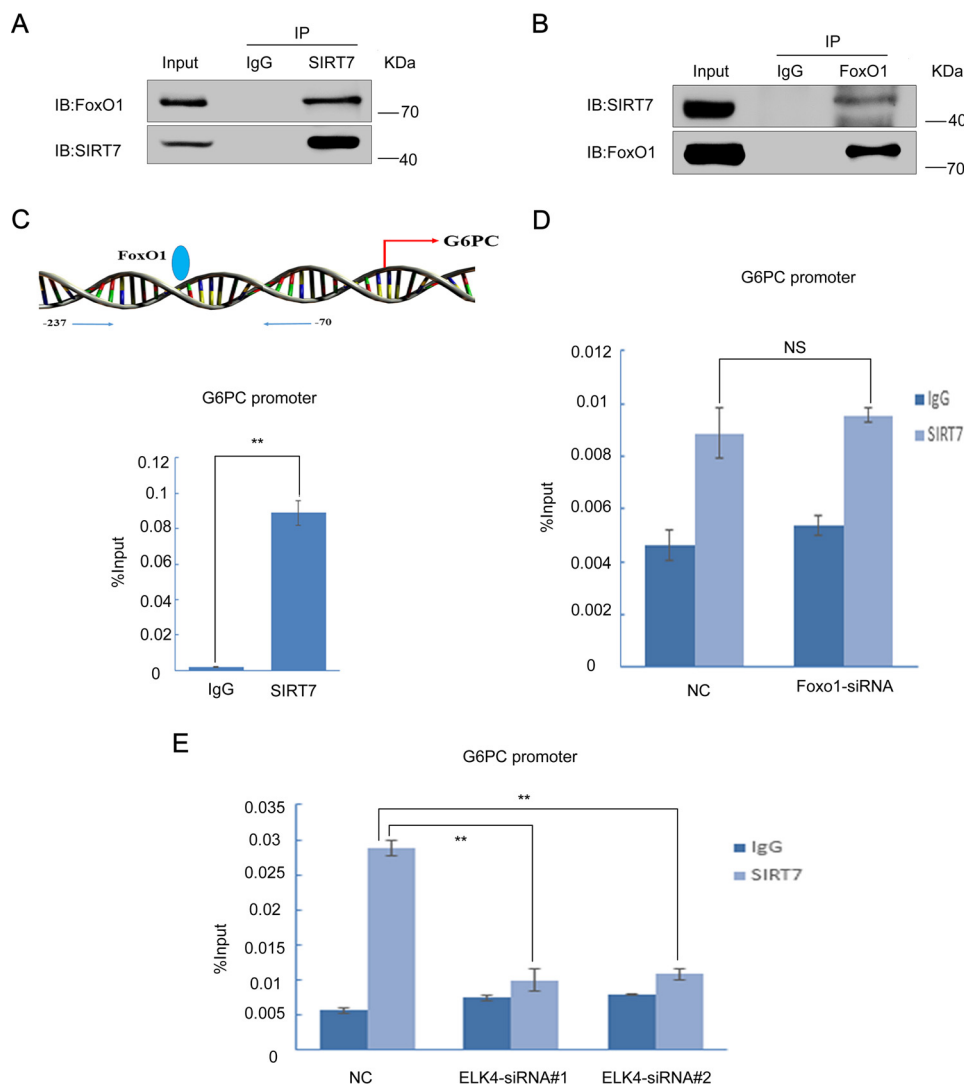 A
IP
Input IgG SIRT7 KDa
IB:FoxO1
70
IB:SIRT7
40
B
IP
Input IgG FoxO1 KDa
IB:SIRT7
40
IB:FoxO1
70
C
FoxO1
G6PC
-237
-70
G6PC promoter
**
0.12
0.1
0.08
0.06
0.04
0.02
0
%Input
IgG SIRT7
D
G6PC promoter
NS
0.012
0.01
0.008
0.006
0.004
0.002
0
%Input
IgG
SIRT7
NC Foxo1-siRNA
E
G6PC promoter
**
**
0.035
0.03
0.025
0.02
0.015
0.01
0.005
0
%Input
IgG
SIRT7
NC ELK4-siRNA#1 ELK4-siRNA#2